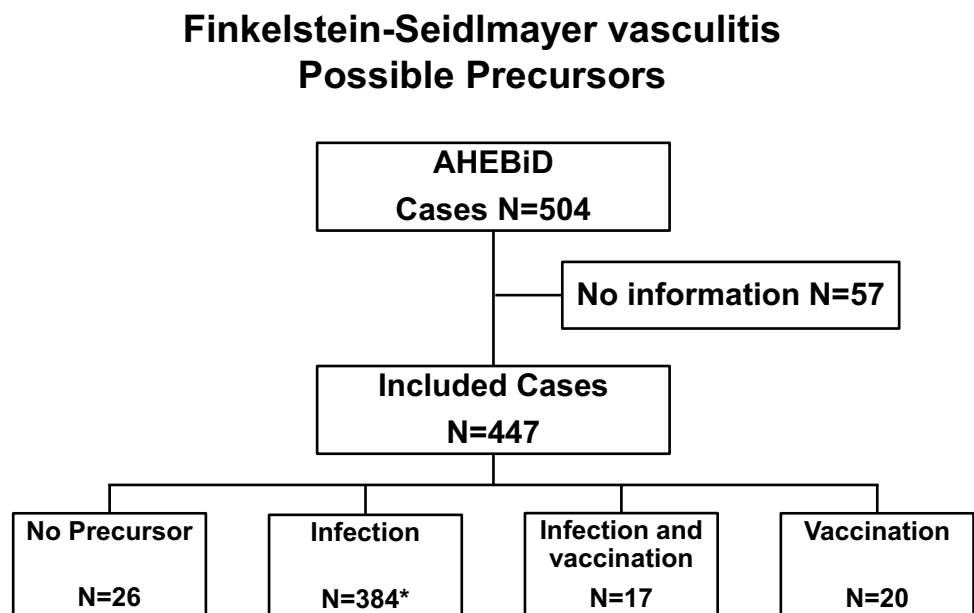 Finkelstein-Seidlmayer vasculitis
Possible Precursors
AHEBiD
Cases N=504
No information N=57
Included Cases
N=447
No Precursor
N=26
Infection
N=384*
Infection and
vaccination
N=17
Vaccination
N=20